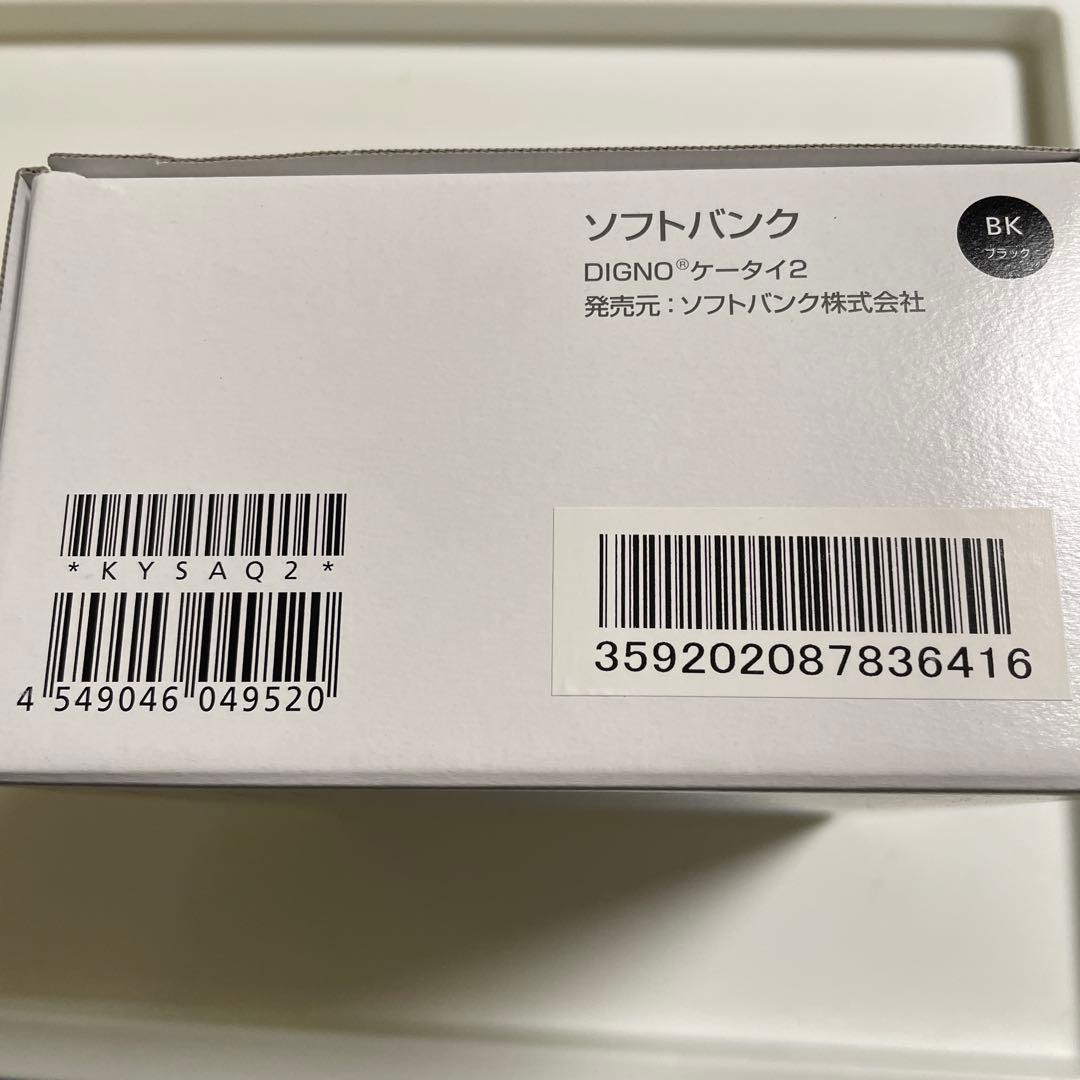 ソフトバンク
DIGNO®ケータイ2
発売元:ソフトバンク株式会社
BK
ブラック
*KYSAQ2*
4 549046 049520
359202087836416